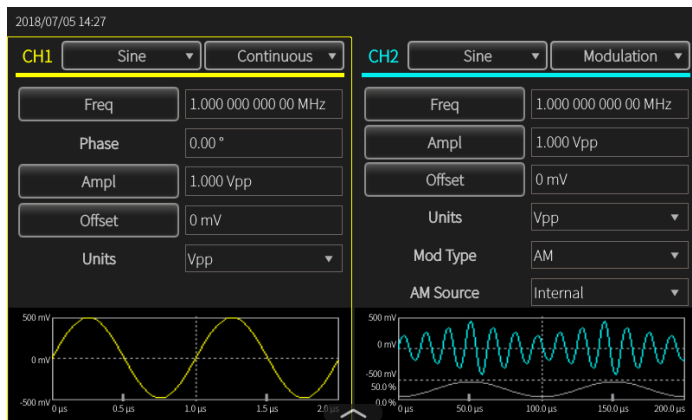 2018/07/05 14:27
CH1 Sine Continuous
Freq 1.000 000 000 00 MHz
Phase 0.00 °
Ampl 1.000 Vpp
Offset 0 mV
Units Vpp
500 mV
0 mV
-500 mV
0 µs 0.5 µs 1.0 µs 1.5 µs 2.0 µs
CH2 Sine Modulation
Freq 1.000 000 000 00 MHz
Ampl 1.000 Vpp
Offset 0 mV
Units Vpp
Mod Type AM
AM Source Internal
500 mV
0 mV
-500 mV
50.0 %
0.0 %
0 µs 50.0 µs 100.0 µs 150.0 µs 200.0 µs